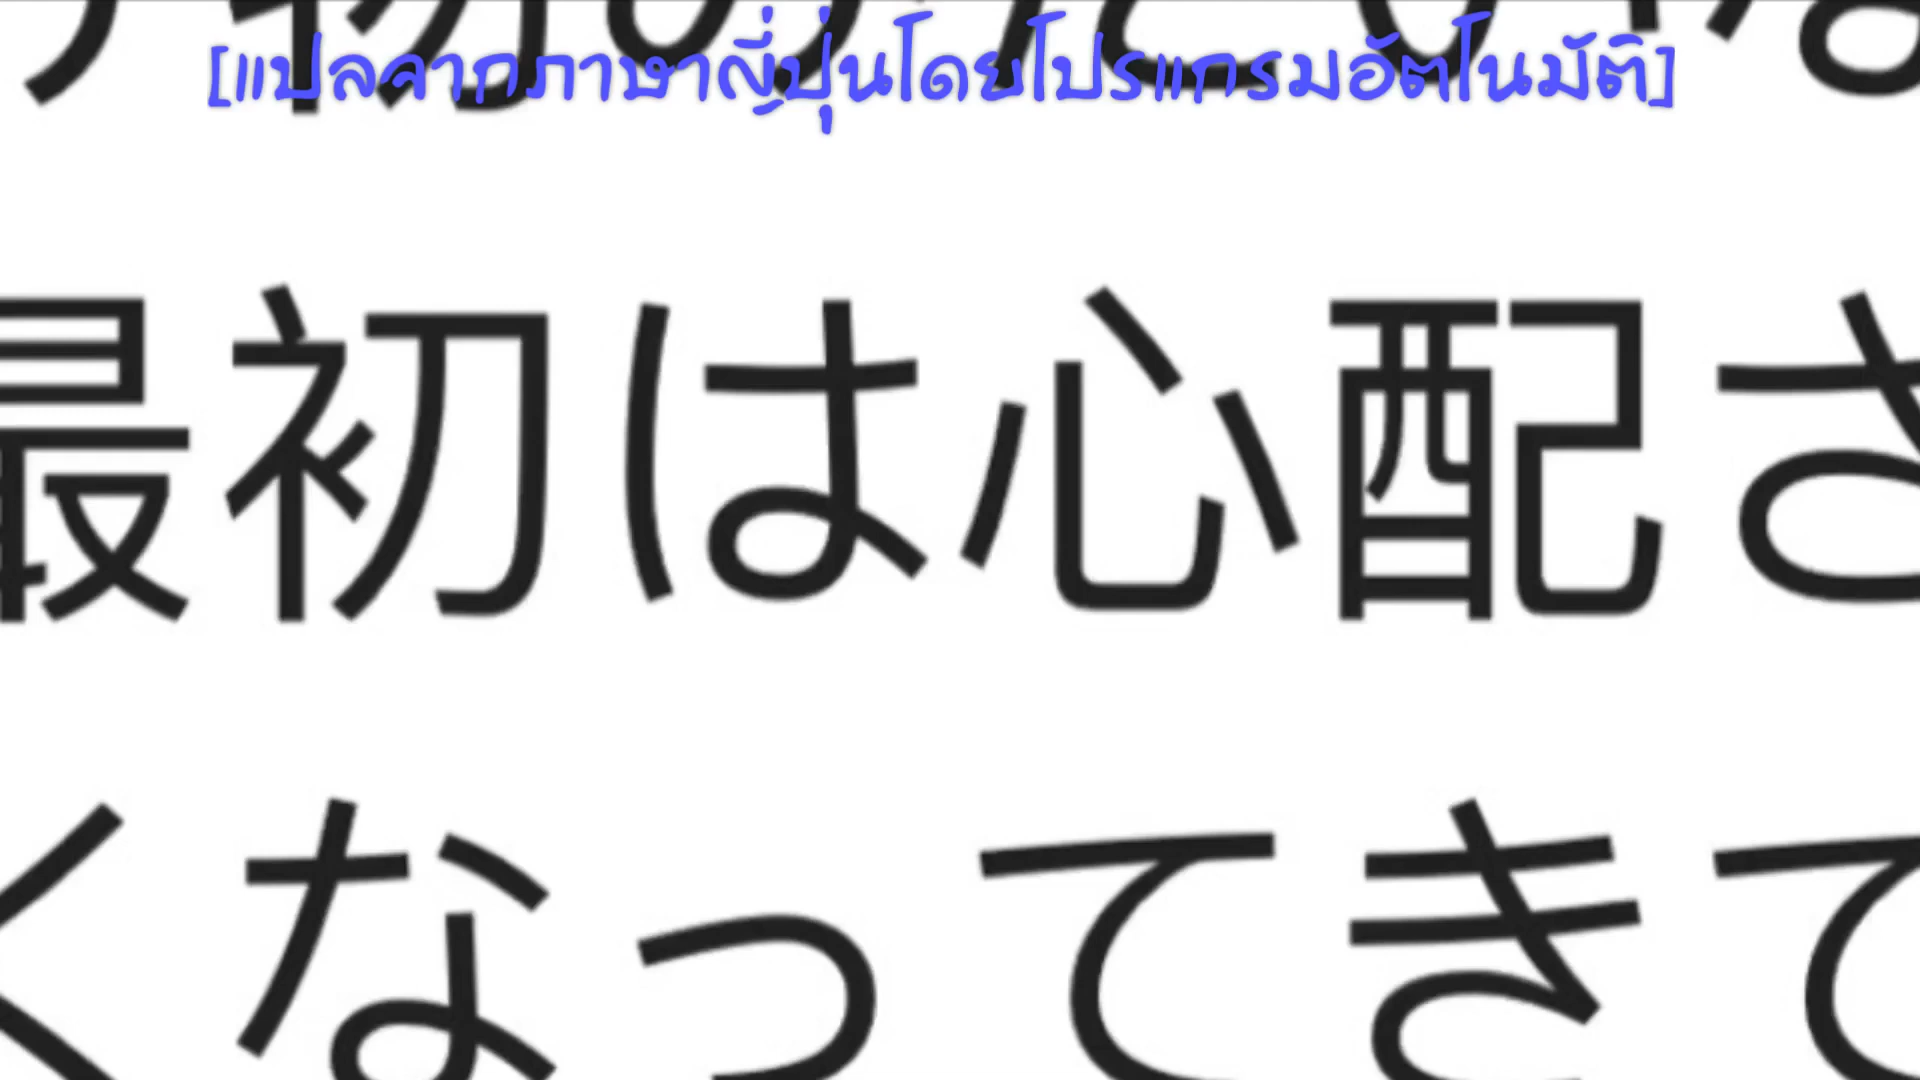 [แปลจากภาษาญี่ปุ่นโดยโปรแกรมอัตโนมัติ]
最初は心配さ
くなってきて